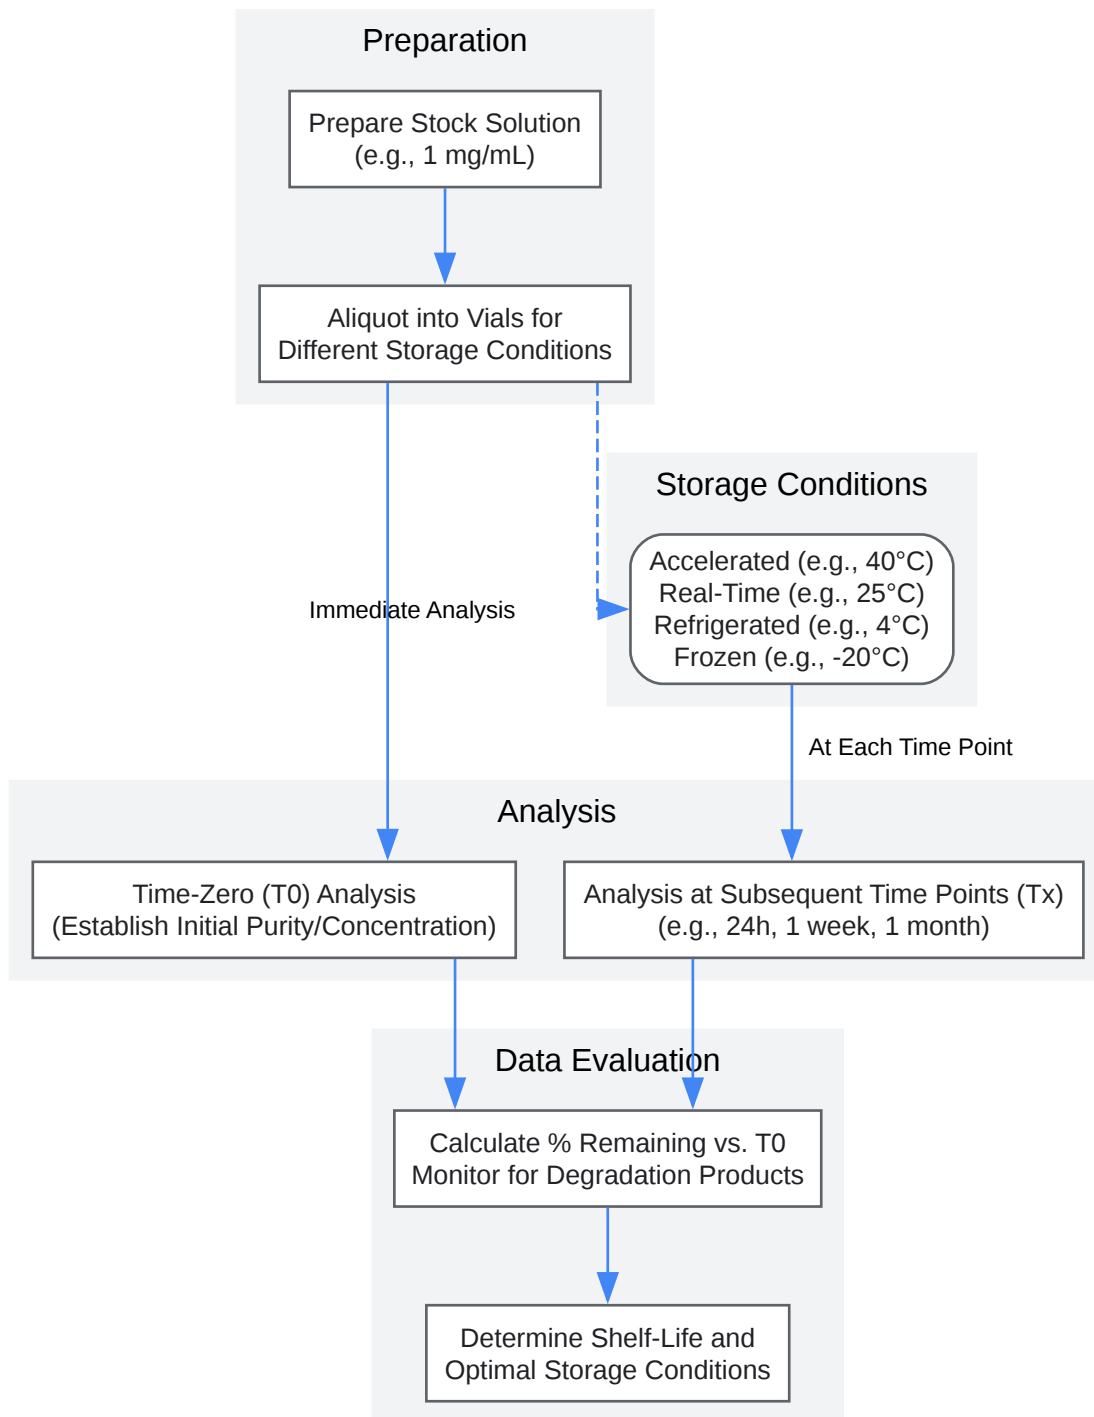 Preparation
Prepare Stock Solution
(e.g., 1 mg/mL)
Aliquot into Vials for
Different Storage Conditions
Storage Conditions
Accelerated (e.g., 40°C)
Real-Time (e.g., 25°C)
Refrigerated (e.g., 4°C)
Frozen (e.g., -20°C)
Immediate Analysis
At Each Time Point
Analysis
Time-Zero (T0) Analysis
(Establish Initial Purity/Concentration)
Analysis at Subsequent Time Points (Tx)
(e.g., 24h, 1 week, 1 month)
Data Evaluation
Calculate % Remaining vs. T0
Monitor for Degradation Products
Determine Shelf-Life and
Optimal Storage Conditions